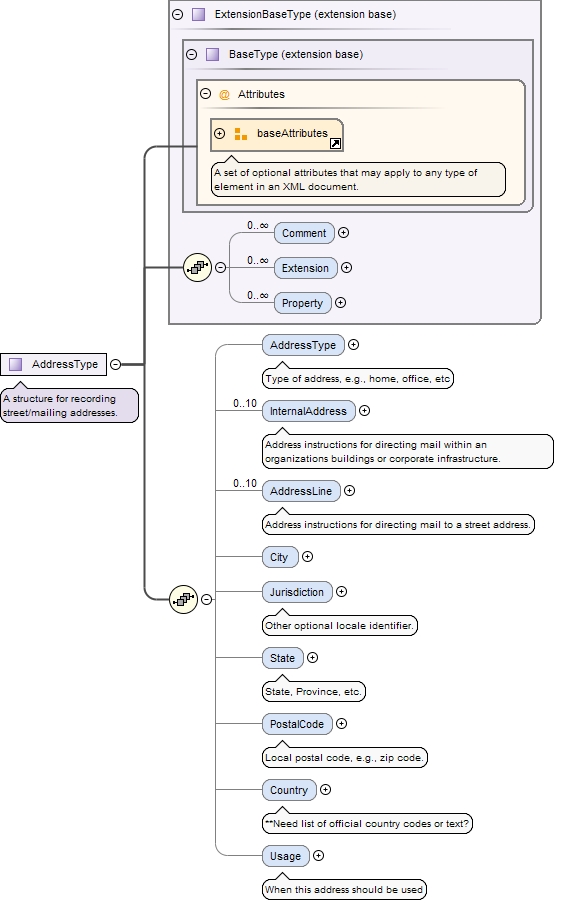 ExtensionBaseType (extension base)
BaseType (extension base)
@ Attributes
baseAttributes
A set of optional attributes that may apply to any type of
element in an XML document.
0..∞
Comment
0..∞
Extension
0..∞
Property
AddressType
A structure for recording
street/mailing addresses.
AddressType
Type of address, e.g., home, office, etc
0..10
InternalAddress
Address instructions for directing mail within an
organizations buildings or corporate infrastructure.
0..10
AddressLine
Address instructions for directing mail to a street address.
City
Jurisdiction
Other optional locale identifier.
State
State, Province, etc.
PostalCode
Local postal code, e.g., zip code.
Country
**Need list of official country codes or text?
Usage
When this address should be used